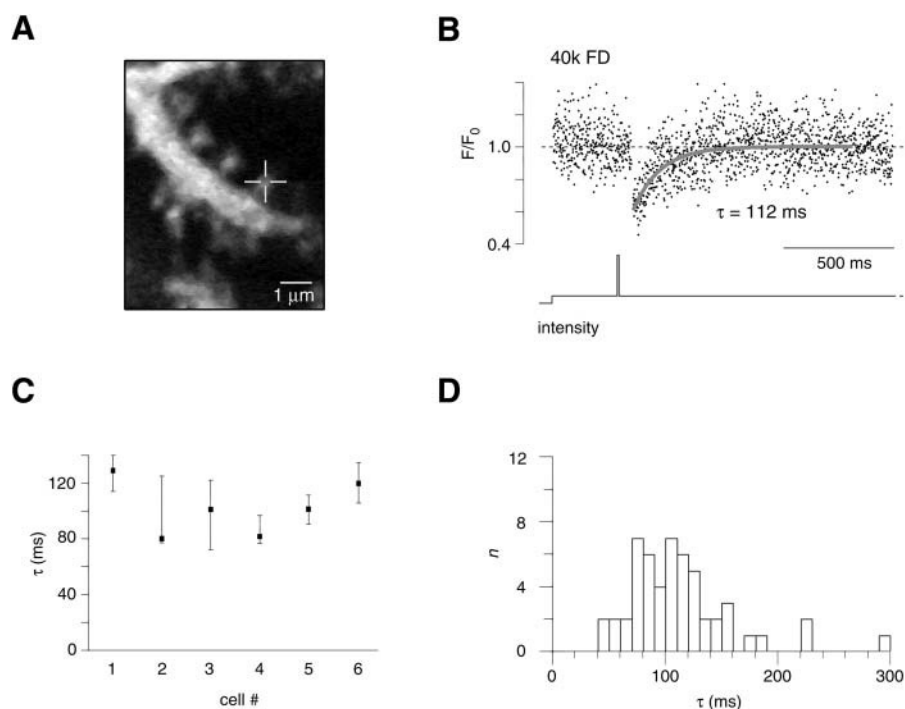 A
1 μm
B
40k FD
F/F0
1.0
0.4
τ = 112 ms
500 ms
intensity
C
τ (ms)
120
80
40
0
1 2 3 4 5 6
cell #
D
n
12
8
4
0
0 100 200 300
τ (ms)